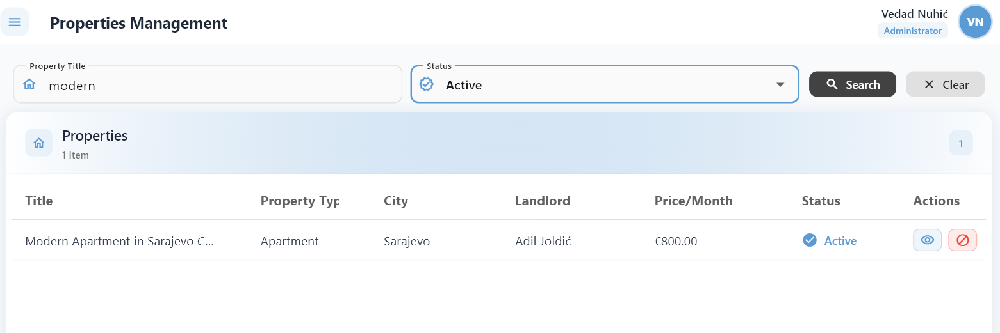 Properties Management
Vedad Nuhić
Administrator
VN
Property Title
modern
Status
Active
Search
Clear
Properties
1 item
1
Title Property Typ City Landlord Price/Month Status Actions
Modern Apartment in Sarajevo C... Apartment Sarajevo Adil Joldić €800.00 Active